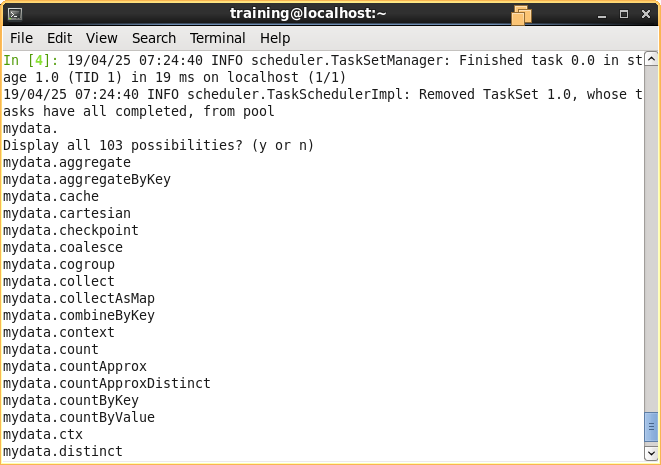 training@localhost:~
File Edit View Search Terminal Help
In [4]: 19/04/25 07:24:40 INFO scheduler.TaskSetManager: Finished task 0.0 in st
age 1.0 (TID 1) in 19 ms on localhost (1/1)
19/04/25 07:24:40 INFO scheduler.TaskSchedulerImpl: Removed TaskSet 1.0, whose t
asks have all completed, from pool
mydata.
Display all 103 possibilities? (y or n)
mydata.aggregate
mydata.aggregateByKey
mydata.cache
mydata.cartesian
mydata.checkpoint
mydata.coalesce
mydata.cogroup
mydata.collect
mydata.collectAsMap
mydata.combineByKey
mydata.context
mydata.count
mydata.countApprox
mydata.countApproxDistinct
mydata.countByKey
mydata.countByValue
mydata.ctx
mydata.distinct